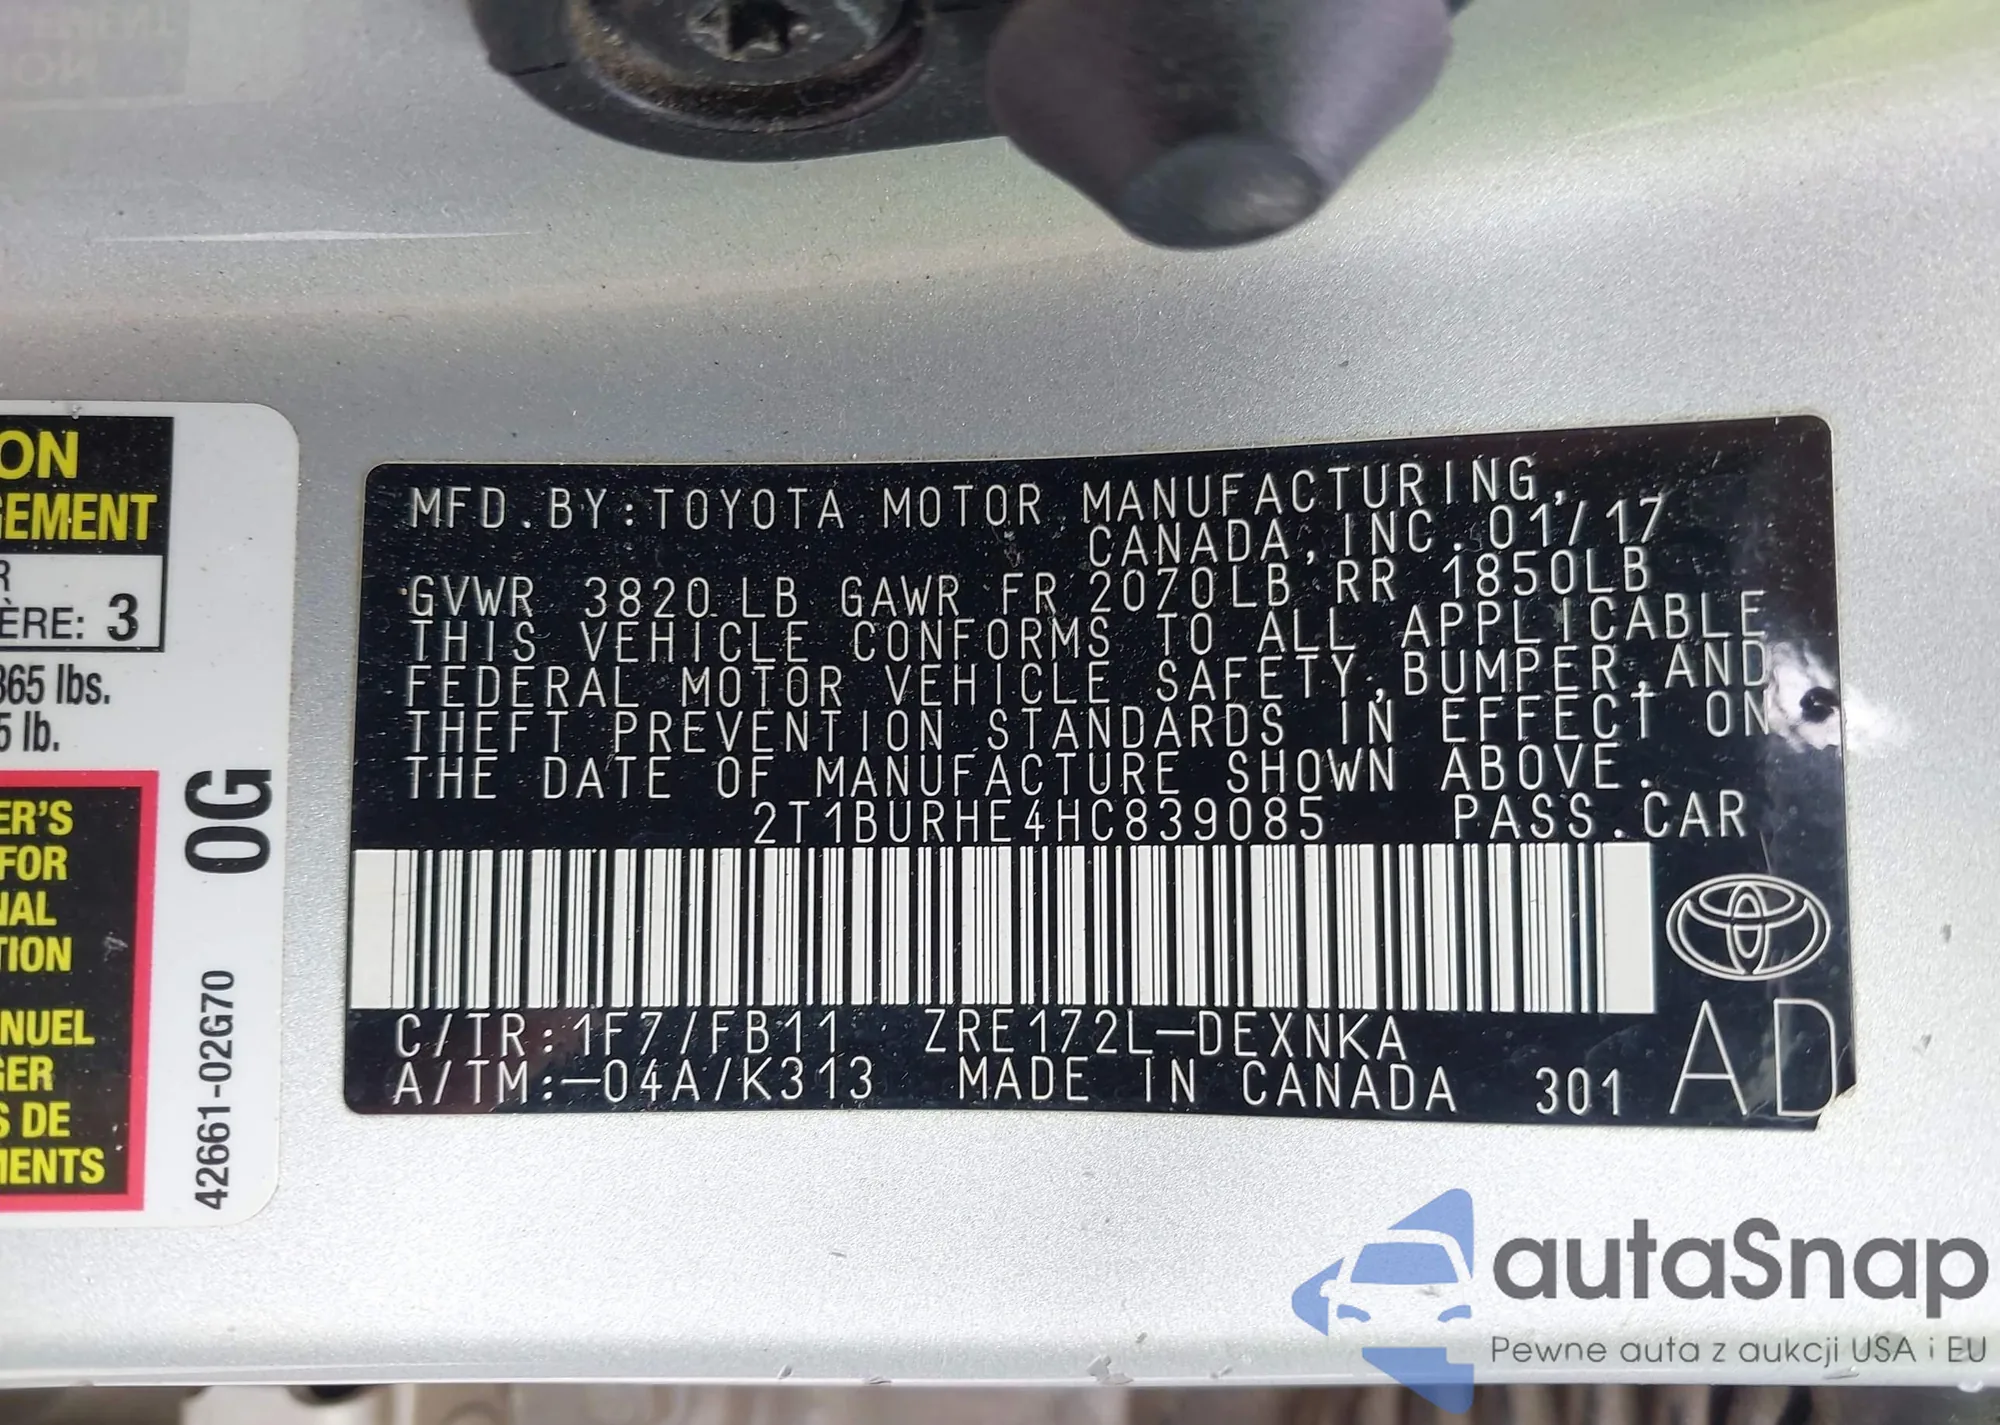 ON
GEMENT
R
ÈRE: 3
365 lbs.
5 lb.
ER'S
FOR
NAL
TION
NUEL
GER
S DE
MENTS
0G
42661-02G70
MFD.BY:TOYOTA MOTOR MANUFACTURING,
CANADA, INC. 01/17
GVWR 3820 LB GAWR FR 2070LB RR 1850LB
THIS VEHICLE CONFORMS TO ALL APPLICABLE
FEDERAL MOTOR VEHICLE SAFETY,BUMPER,AND
THEFT PREVENTION STANDARDS IN EFFECT ON
THE DATE OF MANUFACTURE SHOWN ABOVE.
2T1BURHE4HC839085 PASS.CAR
C/TR:1F7/FB11 ZRE172L-DEXNKA
A/TM:-04A/K313 MADE IN CANADA 301
AD
autaSnap
Pewne auta z aukcji USA i EU